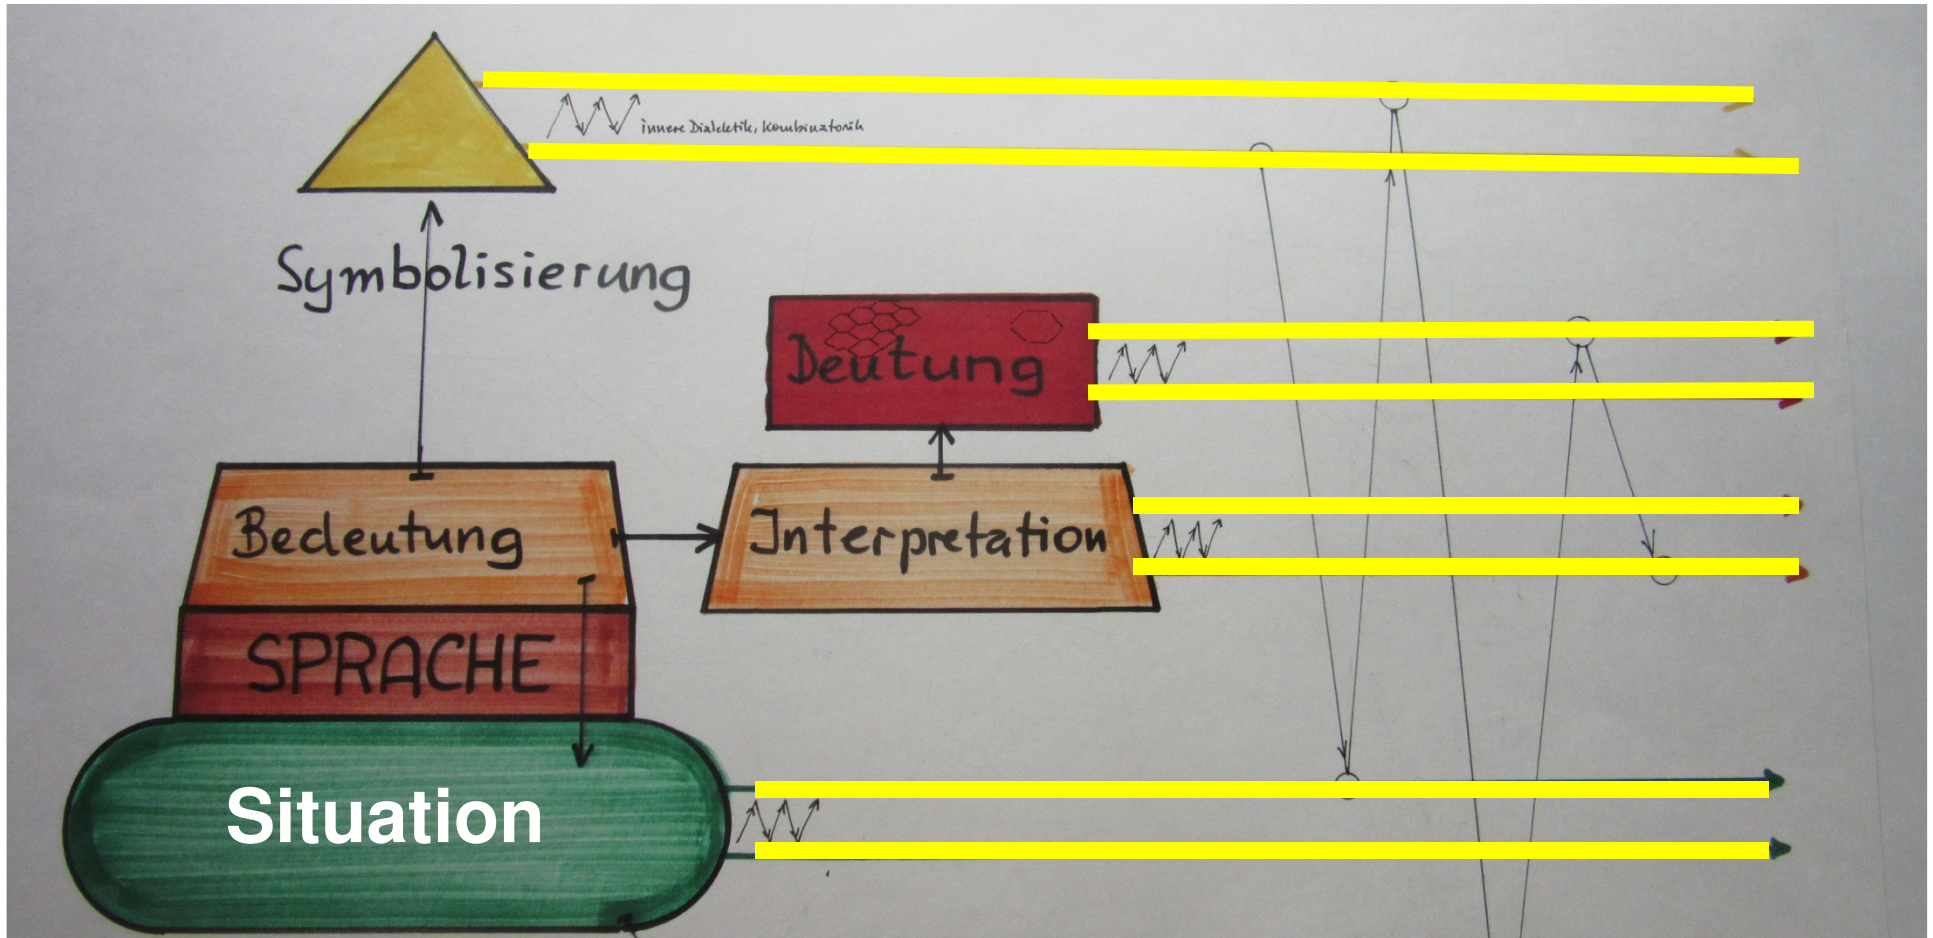 innere Dialektik, Kombinatorik
Symbolisierung
Deutung
Bedeutung
Interpretation
SPRACHE
Situation